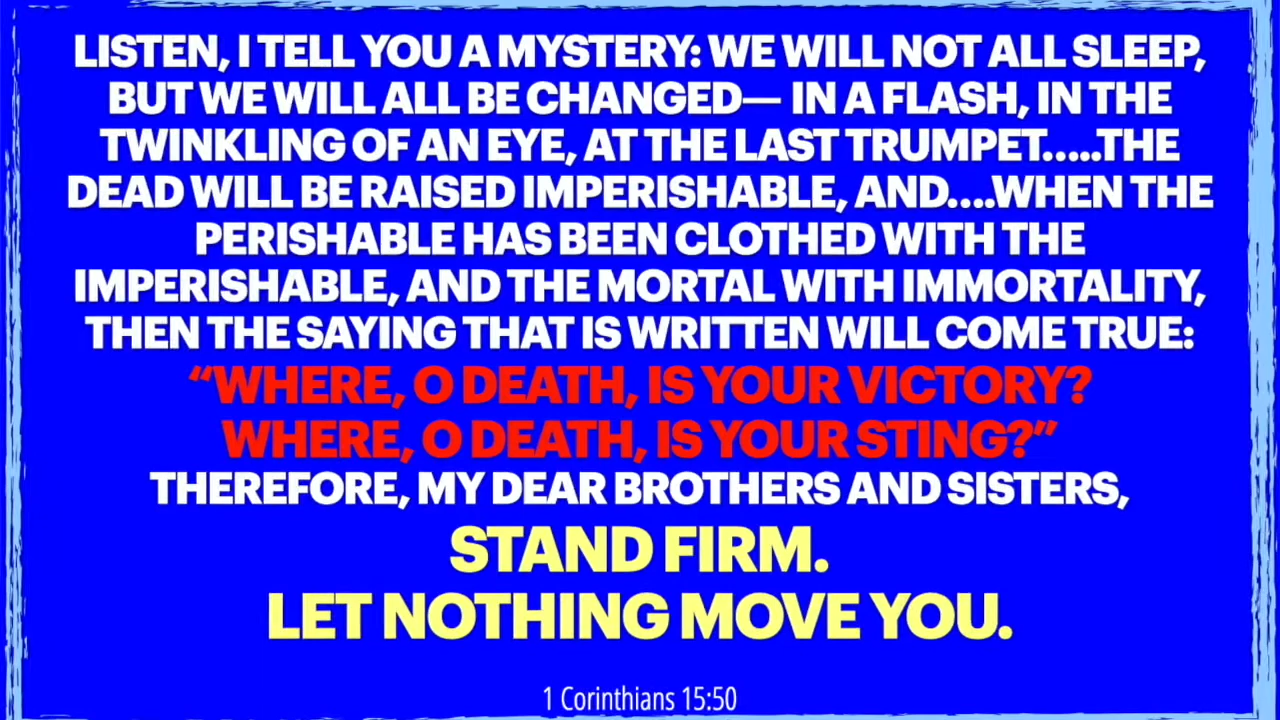 LISTEN, I TELL YOU A MYSTERY: WE WILL NOT ALL SLEEP,
BUT WE WILL ALL BE CHANGED— IN A FLASH, IN THE
TWINKLING OF AN EYE, AT THE LAST TRUMPET.....THE
DEAD WILL BE RAISED IMPERISHABLE, AND....WHEN THE
PERISHABLE HAS BEEN CLOTHED WITH THE
IMPERISHABLE, AND THE MORTAL WITH IMMORTALITY,
THEN THE SAYING THAT IS WRITTEN WILL COME TRUE:
“WHERE, O DEATH, IS YOUR VICTORY?
WHERE, O DEATH, IS YOUR STING?”
THEREFORE, MY DEAR BROTHERS AND SISTERS,
STAND FIRM.
LET NOTHING MOVE YOU.
1 Corinthians 15:50